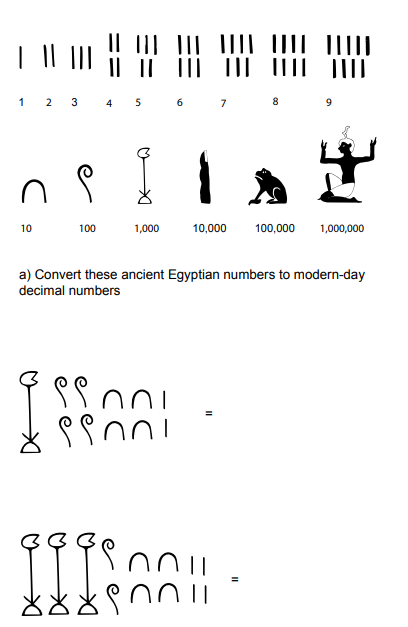 1 2 3 4 5 6 7 8 9
10 100 1,000 10,000 100,000 1,000,000
a) Convert these ancient Egyptian numbers to modern-day
decimal numbers
=
=